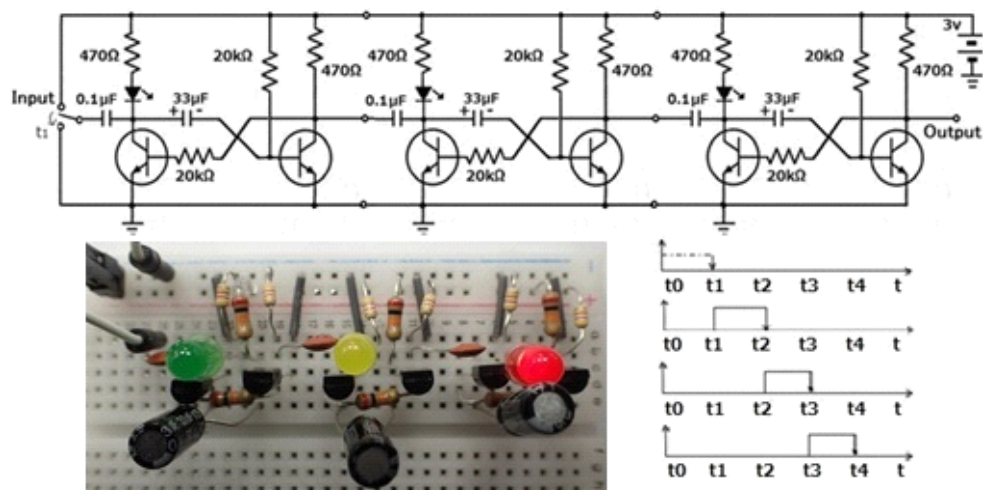 3v
470Ω 20kΩ 470Ω 470Ω 20kΩ 470Ω 470Ω 20kΩ 470Ω
Input 0.1μF 33μF 0.1μF 33μF 0.1μF 33μF
+ - + - + -
t1 Output
20kΩ 20kΩ 20kΩ
t0 t1 t2 t3 t4 t
t0 t1 t2 t3 t4 t
t0 t1 t2 t3 t4 t
t0 t1 t2 t3 t4 t